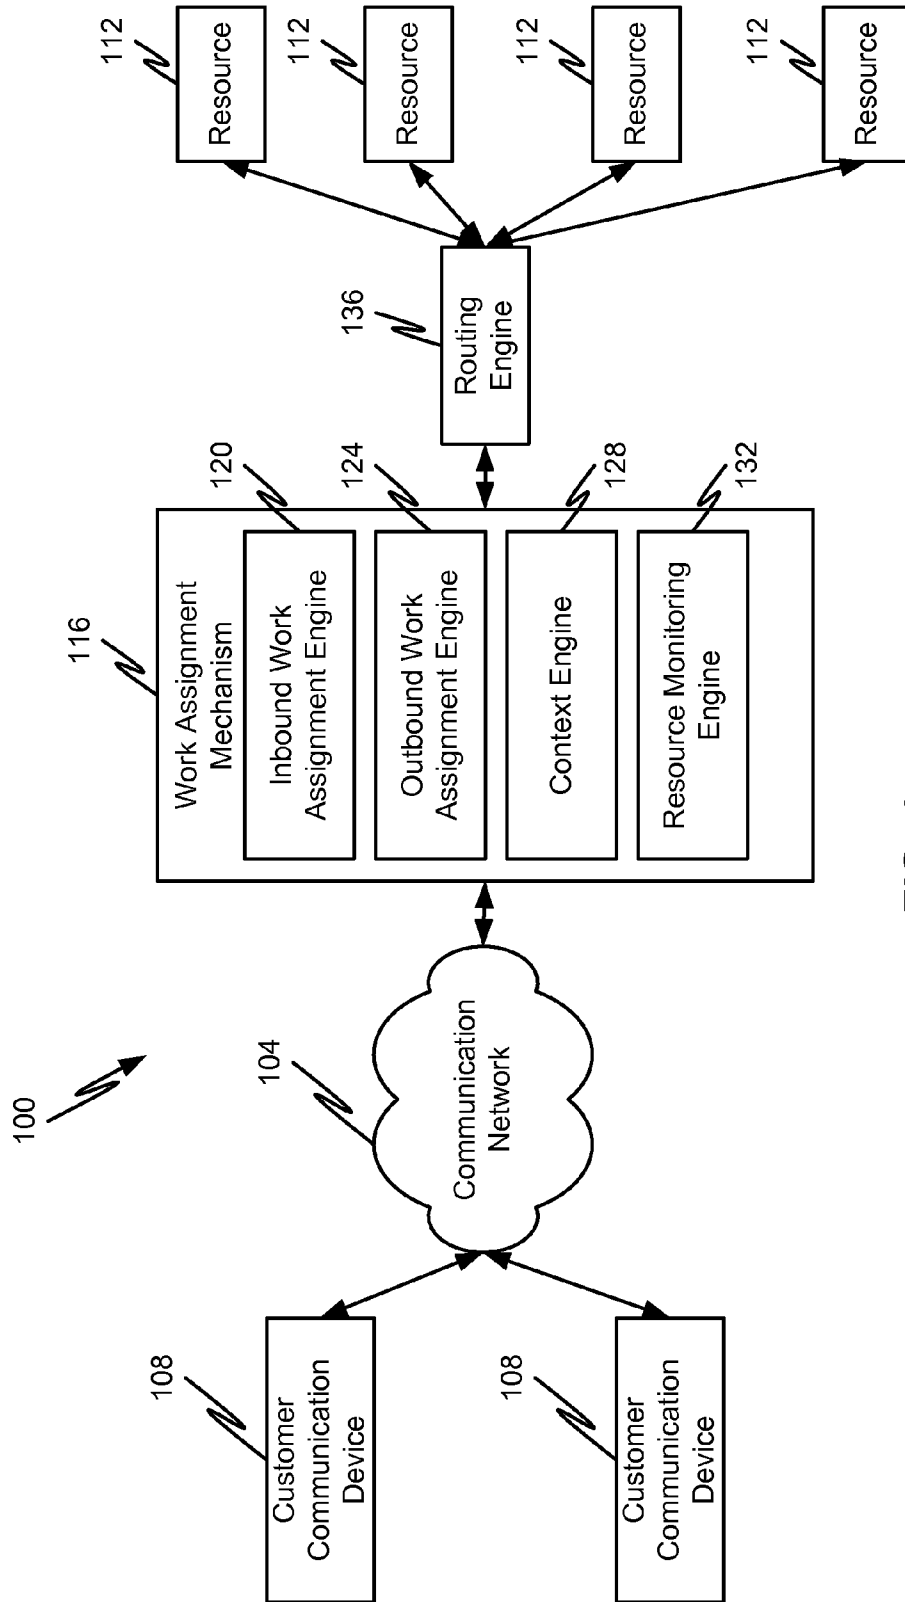 100
108
Customer
Communication
Device
108
Customer
Communication
Device
104
Communication
Network
116
Work Assignment
Mechanism
120
Inbound Work
Assignment Engine
124
Outbound Work
Assignment Engine
128
Context Engine
132
Resource Monitoring
Engine
136
Routing
Engine
112
Resource
112
Resource
112
Resource
112
Resource